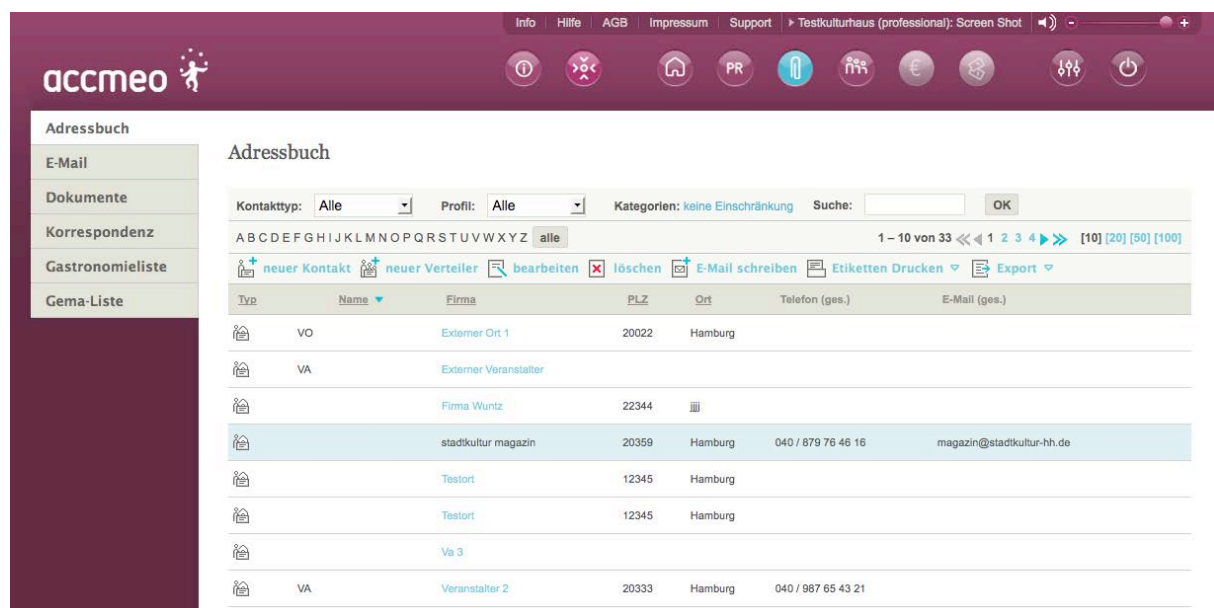 Info Hilfe AGB Impressum Support Testkulturhaus (professional): Screen Shot
accmeo
PR
€
Adressbuch
E-Mail
Dokumente
Korrespondenz
Gastronomieliste
Gema-Liste
Adressbuch
Kontakttyp: Alle Profil: Alle Kategorien: keine Einschränkung Suche: OK
A B C D E F G H I J K L M N O P Q R S T U V W X Y Z alle 1 – 10 von 33 1 2 3 4 [10] [20] [50] [100]
neuer Kontakt neuer Verteiler bearbeiten löschen E-Mail schreiben Etiketten Drucken Export
Typ Name Firma PLZ Ort Telefon (ges.) E-Mail (ges.)
VO Externer Ort 1 20022 Hamburg
VA Externer Veranstalter
Firma Wuntz 22344
stadtkultur magazin 20359 Hamburg 040 / 879 76 46 16 magazin@stadtkultur-hh.de
Testort 12345 Hamburg
Testort 12345 Hamburg
Va 3
VA Veranstalter 2 20333 Hamburg 040 / 987 65 43 21